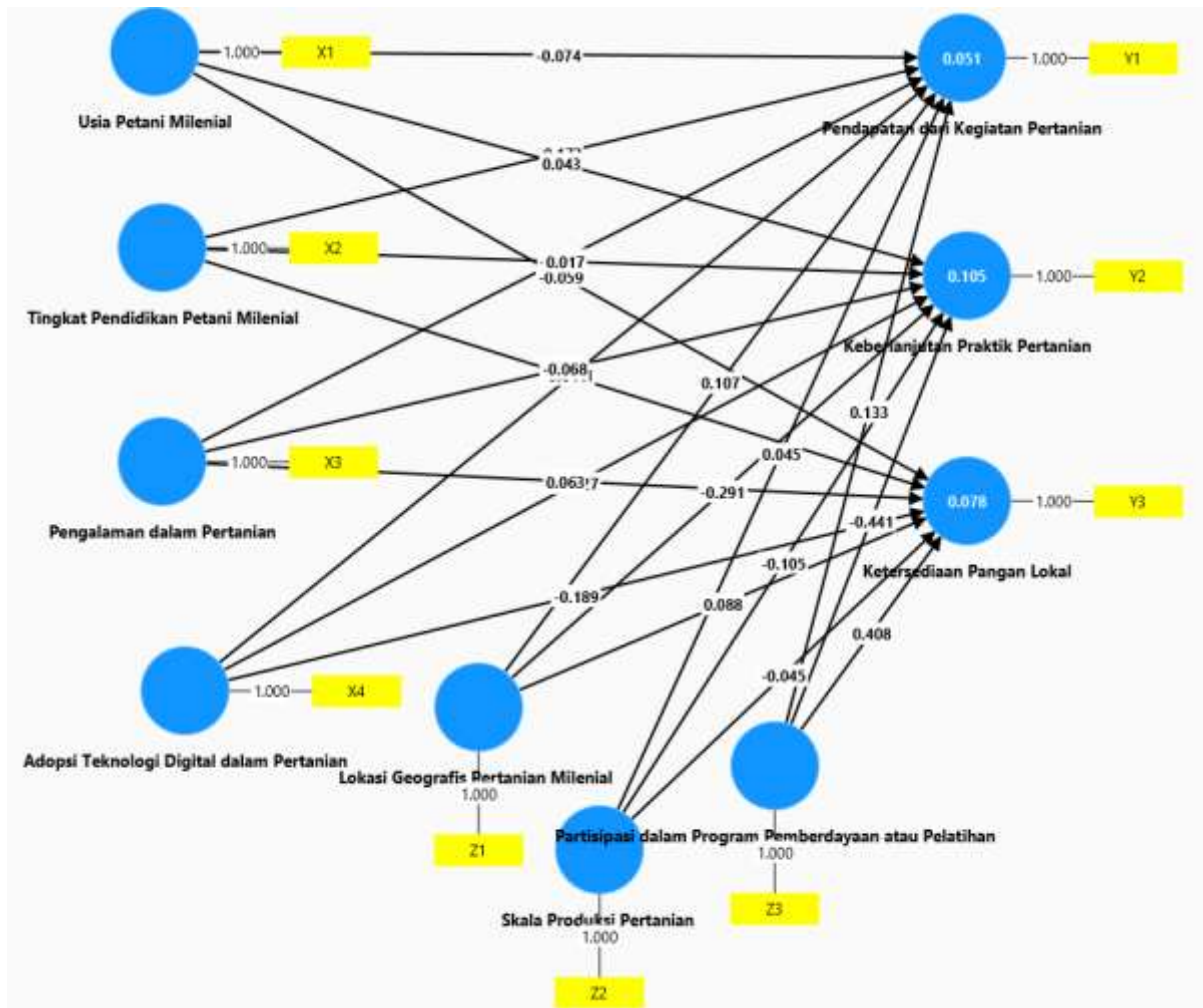 1.000
X1
-0.074
0.051
1.000
Y1
Usia Petani Milenial
Pendapatan dari Kegiatan Pertanian
0.043
1.000
X2
0.017
-0.059
0.105
1.000
Y2
Tingkat Pendidikan Petani Milenial
Keberlanjutan Praktik Pertanian
-0.068
0.107
0.133
0.045
1.000
X3
0.063
-0.291
0.078
1.000
Y3
-0.441
Pengalaman dalam Pertanian
-0.105
Ketersediaan Pangan Lokal
-0.189
0.088
0.408
-0.045
1.000
X4
Adopsi Teknologi Digital dalam Pertanian
Lokasi Geografis Pertanian Milenial
1.000
Z1
Partisipasi dalam Program Pemberdayaan atau Pelatihan
1.000
Z3
Skala Produksi Pertanian
1.000
Z2